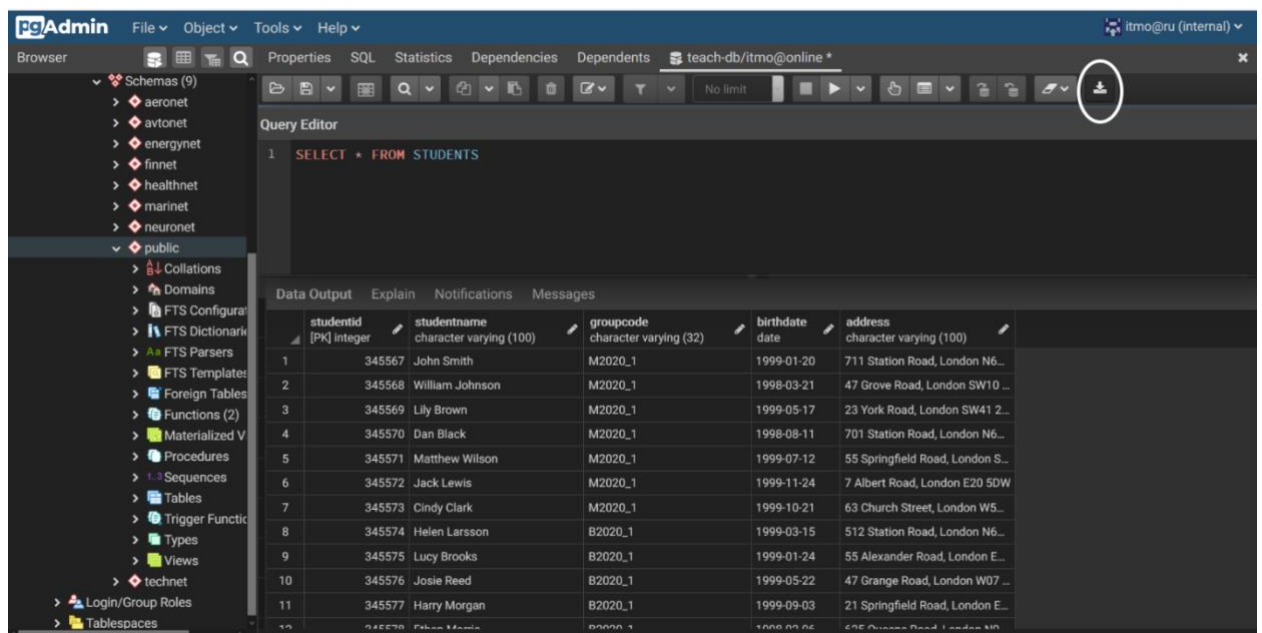 pgAdmin File Object Tools Help itmo@ru (internal)
Browser Properties SQL Statistics Dependencies Dependents teach-db/itmo@online *
Schemas (9)
aeronet
avtonet
energynet
finnet
healthnet
marinet
neuronet
public
Collations
Domains
FTS Configurat
FTS Dictionarie
FTS Parsers
FTS Templates
Foreign Tables
Functions (2)
Materialized V
Procedures
1..3 Sequences
Tables
Trigger Functic
Types
Views
technet
Login/Group Roles
Tablespaces
No limit
Query Editor
1 SELECT * FROM STUDENTS
Data Output Explain Notifications Messages
studentid studentname groupcode birthdate address
[PK] integer character varying (100) character varying (32) date character varying (100)
1 345567 John Smith M2020_1 1999-01-20 711 Station Road, London N6...
2 345568 William Johnson M2020_1 1998-03-21 47 Grove Road, London SW10 ...
3 345569 Lily Brown M2020_1 1999-05-17 23 York Road, London SW41 2...
4 345570 Dan Black M2020_1 1998-08-11 701 Station Road, London N6...
5 345571 Matthew Wilson M2020_1 1999-07-12 55 Springfield Road, London S...
6 345572 Jack Lewis M2020_1 1999-11-24 7 Albert Road, London E20 5DW
7 345573 Cindy Clark M2020_1 1999-10-21 63 Church Street, London W5...
8 345574 Helen Larsson B2020_1 1999-03-15 512 Station Road, London N6...
9 345575 Lucy Brooks B2020_1 1999-01-24 55 Alexander Road, London E...
10 345576 Josie Reed B2020_1 1999-05-22 47 Grange Road, London W07 ...
11 345577 Harry Morgan B2020_1 1999-09-03 21 Springfield Road, London E...
12 345578 Ethan Morris B2020_1